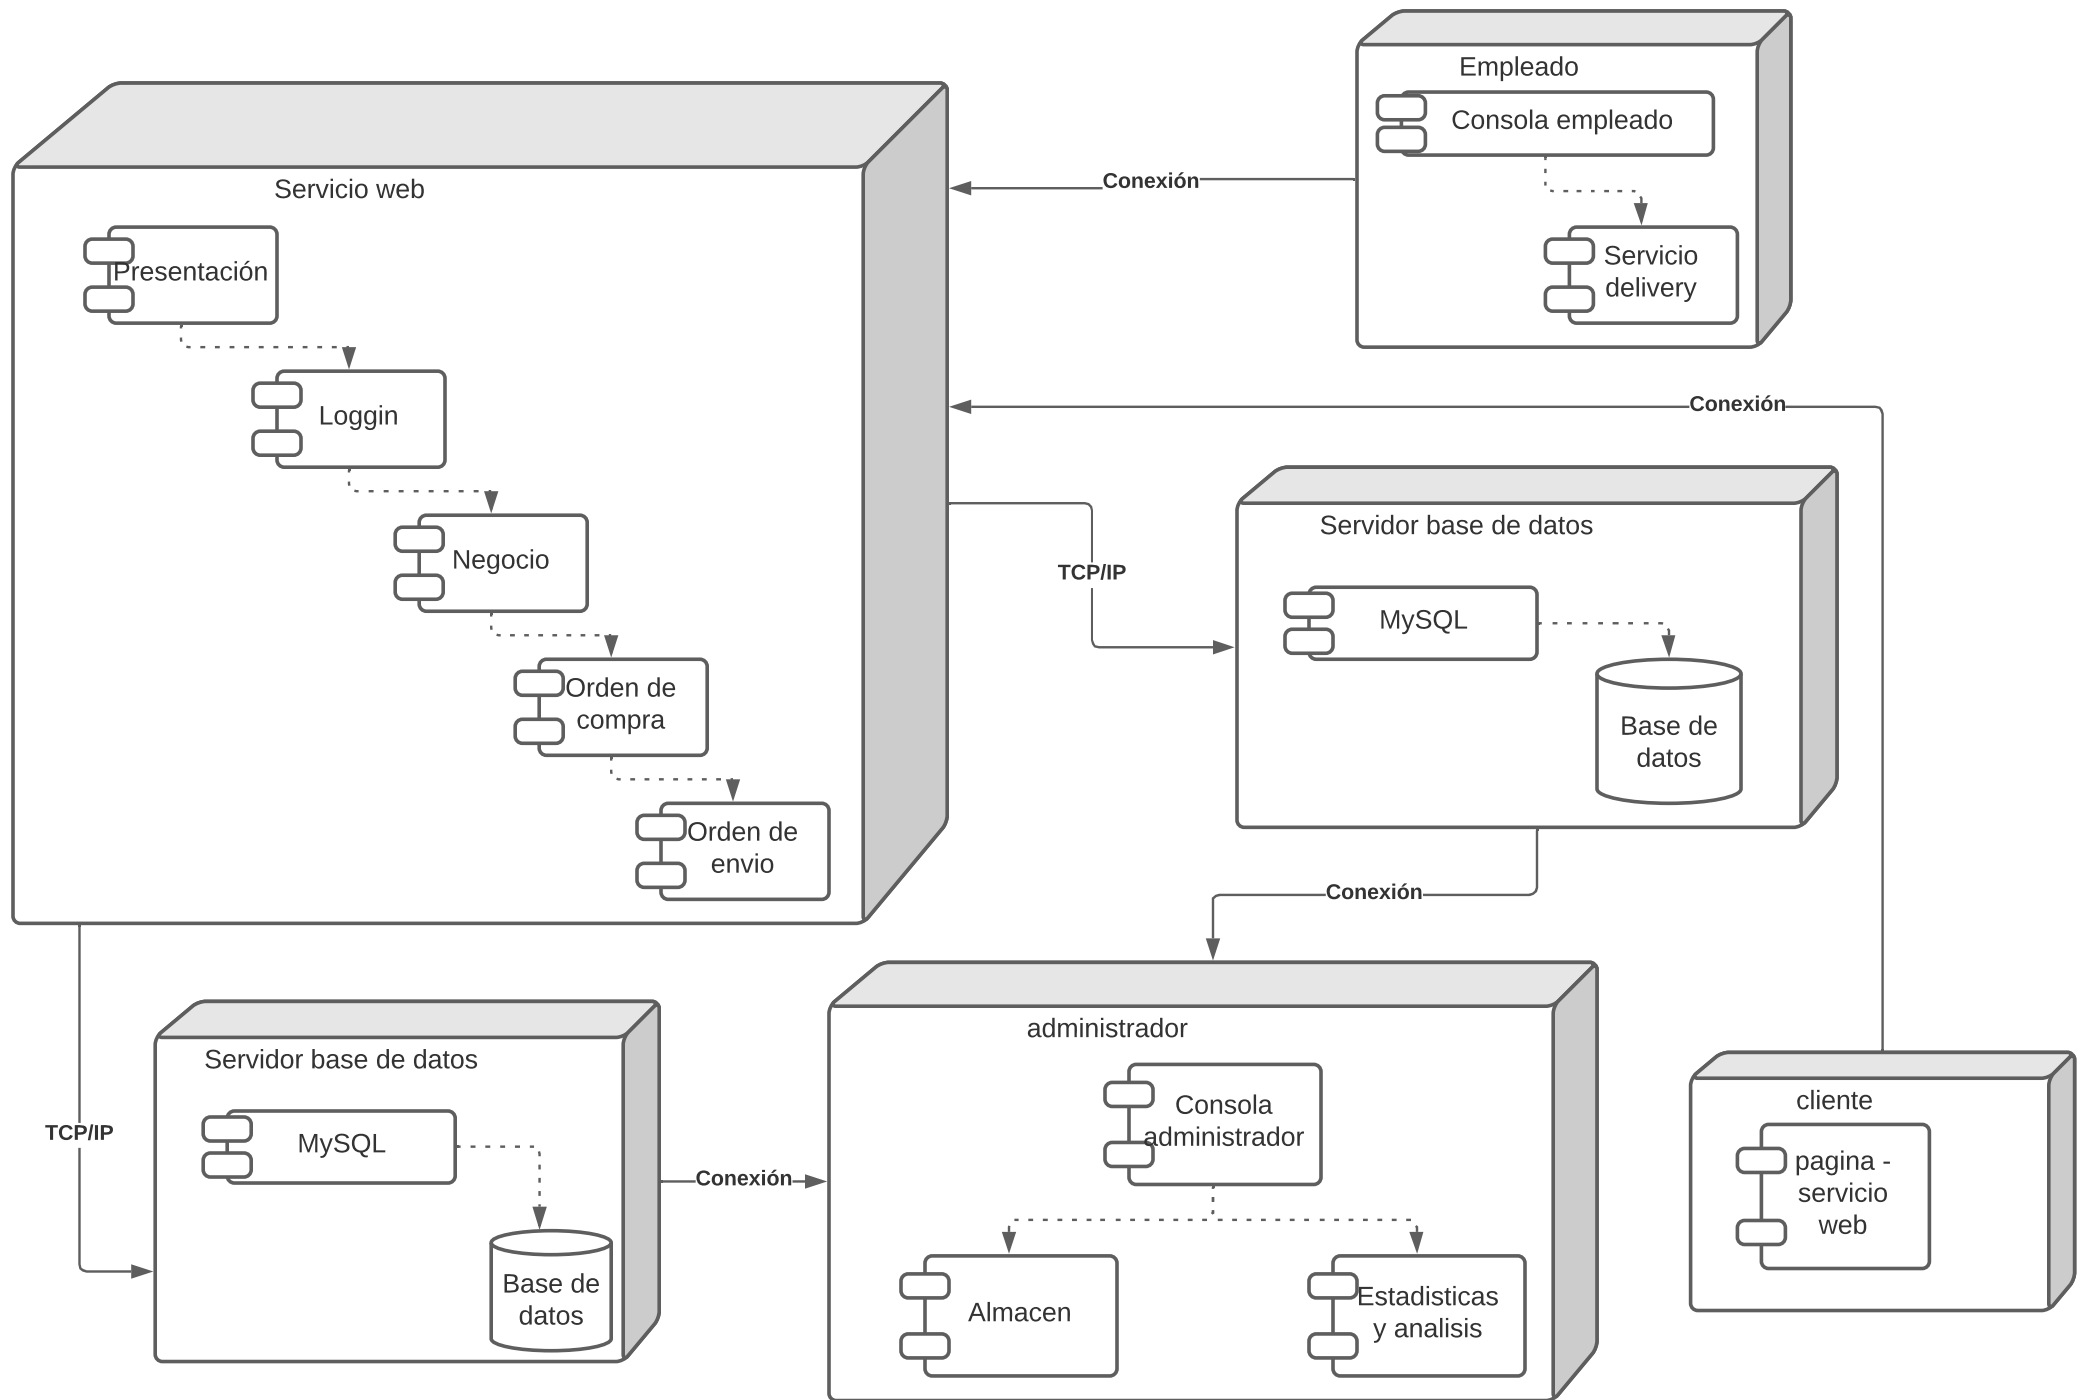 Empleado
Consola empleado
Servicio
delivery
Conexión
Servicio web
Presentación
Loggin
Negocio
Orden de
compra
Orden de
envio
Conexión
TCP/IP
Servidor base de datos
MySQL
Base de
datos
Conexión
TCP/IP
Servidor base de datos
MySQL
Base de
datos
Conexión
administrador
Consola
administrador
Almacen
Estadisticas
y analisis
cliente
pagina -
servicio
web